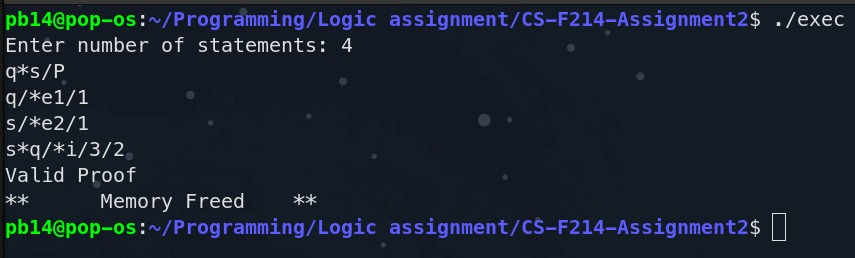 pb14@pop-os:~/Programming/Logic assignment/CS-F214-Assignment2$ ./exec
Enter number of statements: 4
q*s/P
q/*e1/1
s/*e2/1
s*q/*i/3/2
Valid Proof
**      Memory Freed    **
pb14@pop-os:~/Programming/Logic assignment/CS-F214-Assignment2$